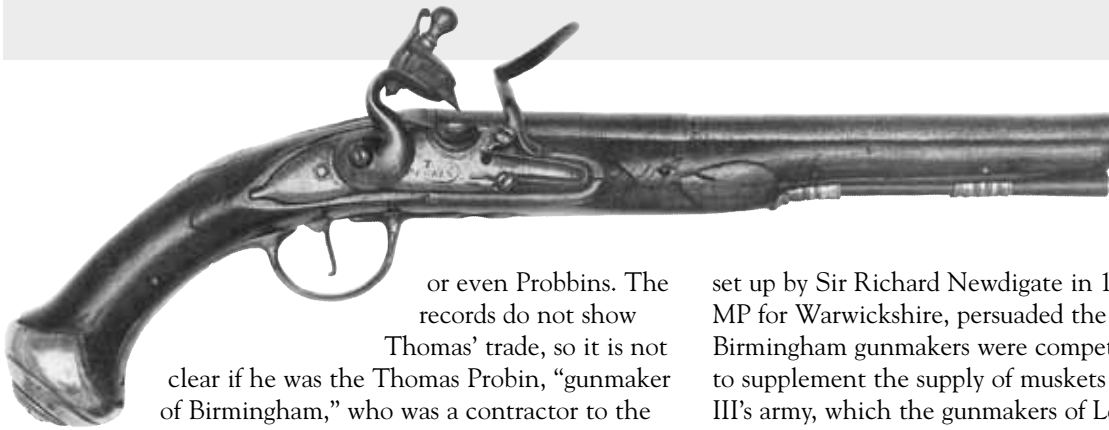 or even Probbins. The
records do not show
Thomas’ trade, so it is not
clear if he was the Thomas Probin, “gunmaker
of Birmingham,” who was a contractor to the
set up by Sir Richard Newdigate in 1
MP for Warwickshire, persuaded the
Birmingham gunmakers were compet
to supplement the supply of muskets
III’s army, which the gunmakers of L